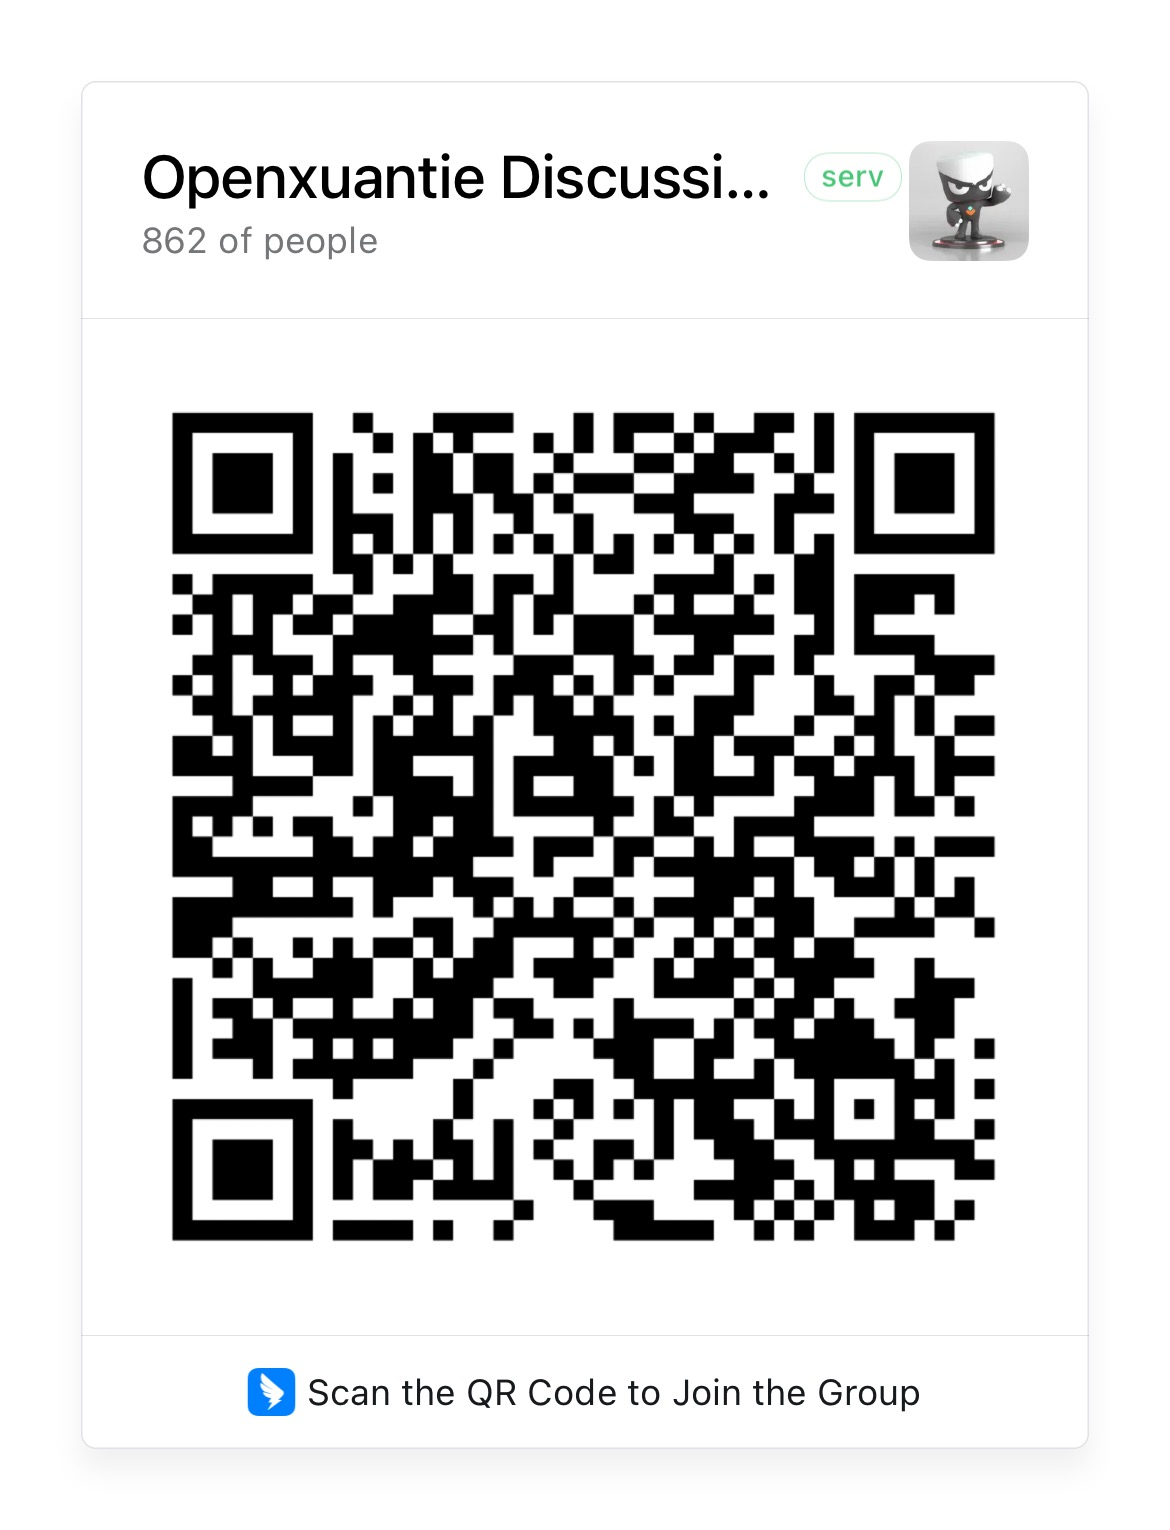 Openxuantie Discussi...
serv
862 of people
Scan the QR Code to Join the Group